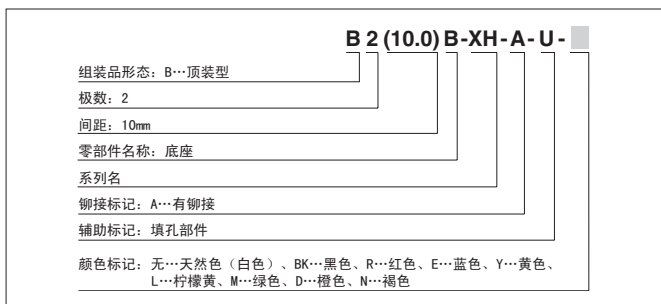 B 2 (10.0) B-XH-A-U-
组装品形态：B…顶装型
极数：2
间距：10mm
零部件名称：底座
系列名
铆接标记：A…有铆接
辅助标记：填孔部件
颜色标记：无…天然色（白色）、BK…黑色、R…红色、E…蓝色、Y…黄色、
L…柠檬黄、M…绿色、D…橙色、N…褐色